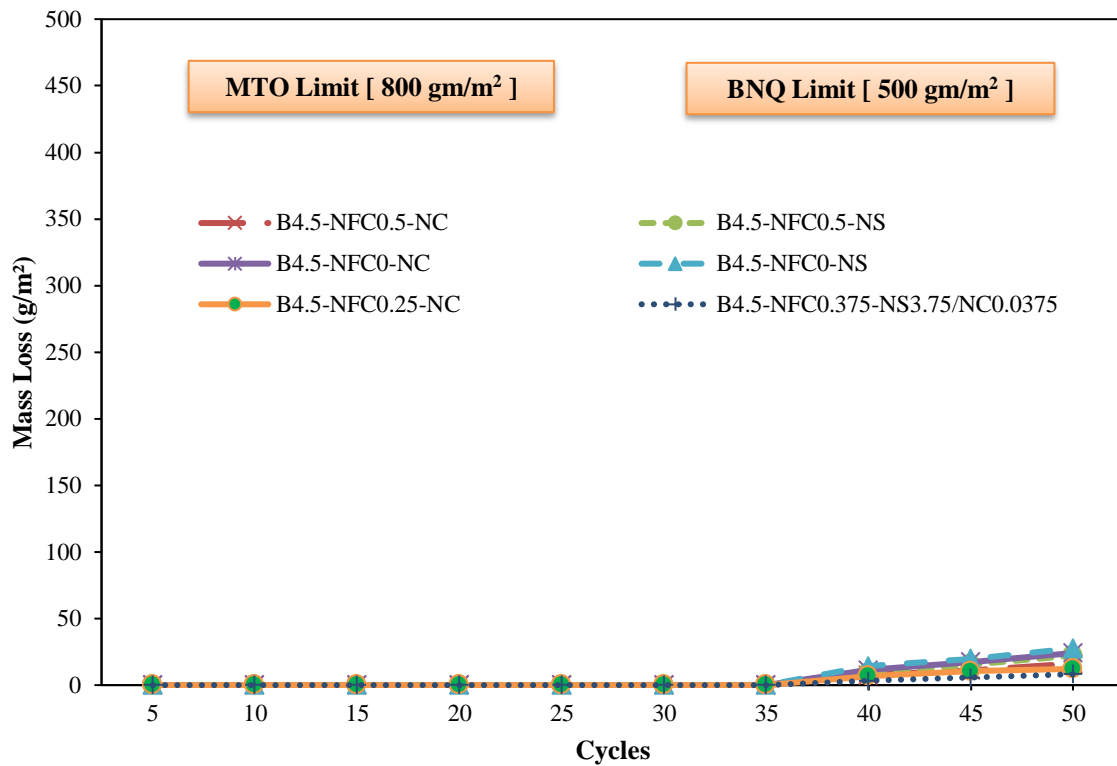 500
450
400
350
300
250
200
150
100
50
0
Mass Loss (g/m²)
MTO Limit [ 800 gm/m² ]
BNQ Limit [ 500 gm/m² ]
B4.5-NFC0.5-NC
B4.5-NFC0.5-NS
B4.5-NFC0-NC
B4.5-NFC0-NS
B4.5-NFC0.25-NC
B4.5-NFC0.375-NS3.75/NC0.0375
5 10 15 20 25 30 35 40 45 50
Cycles